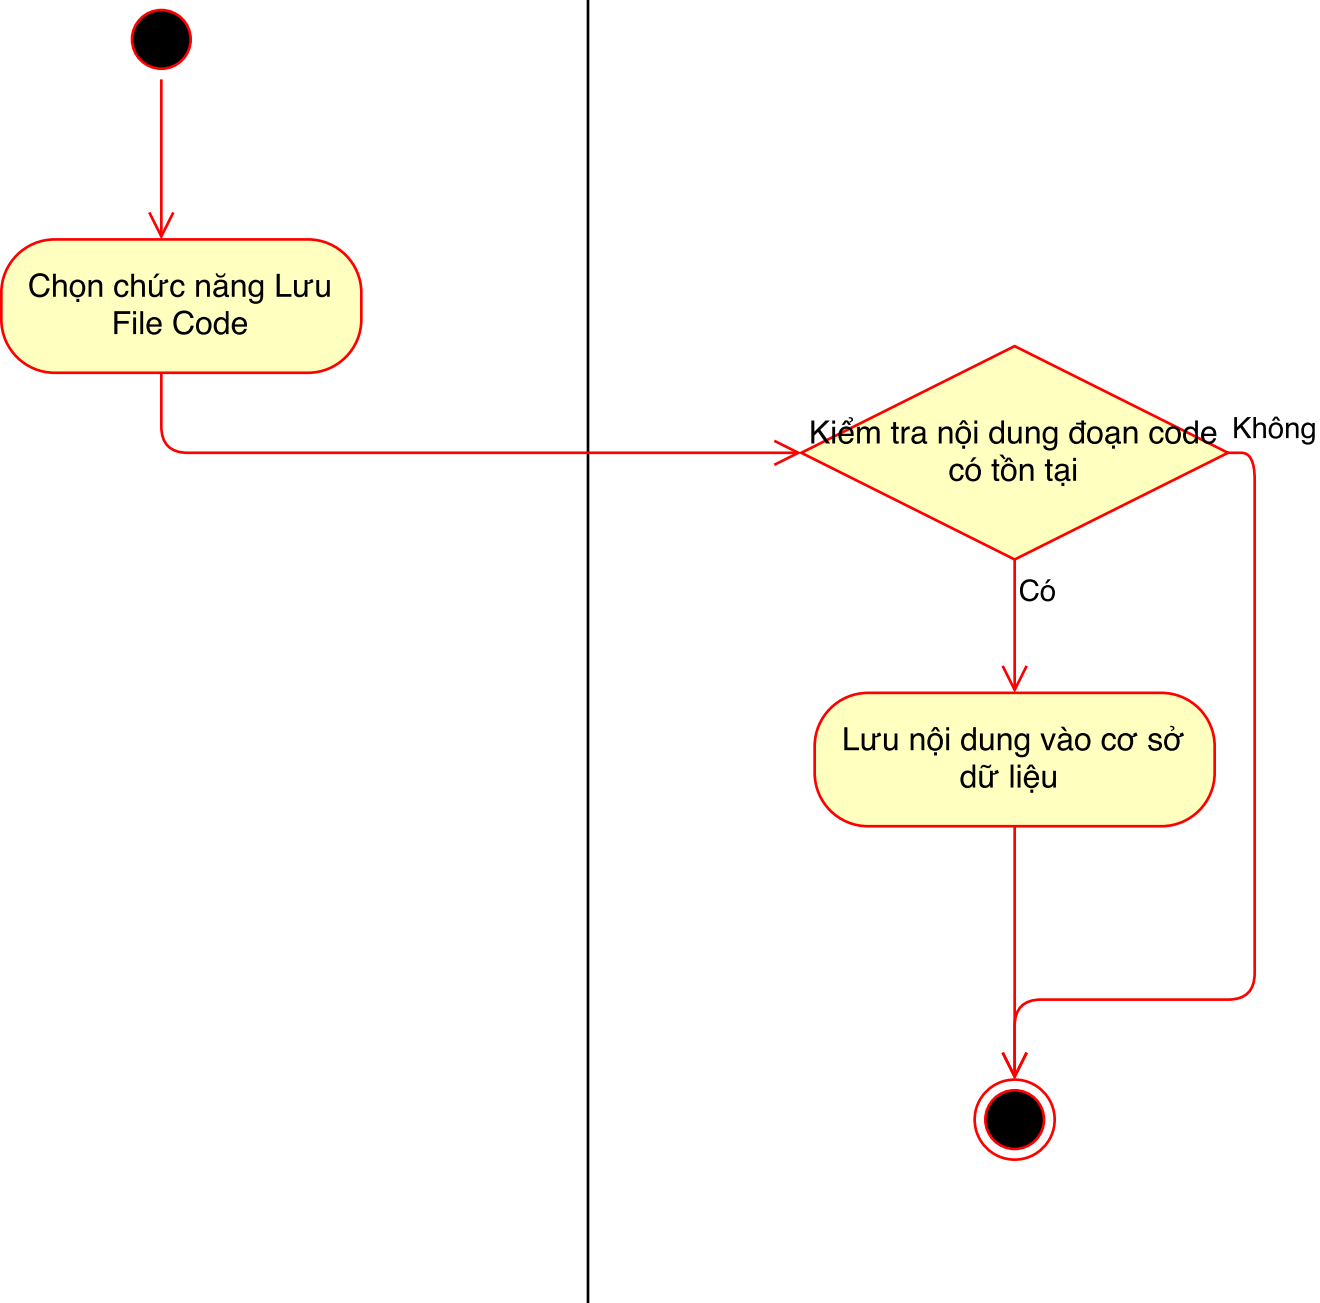 Chọn chức năng Lưu
File Code
Kiểm tra nội dung đoạn code
có tồn tại
Không
Có
Lưu nội dung vào cơ sở
dữ liệu